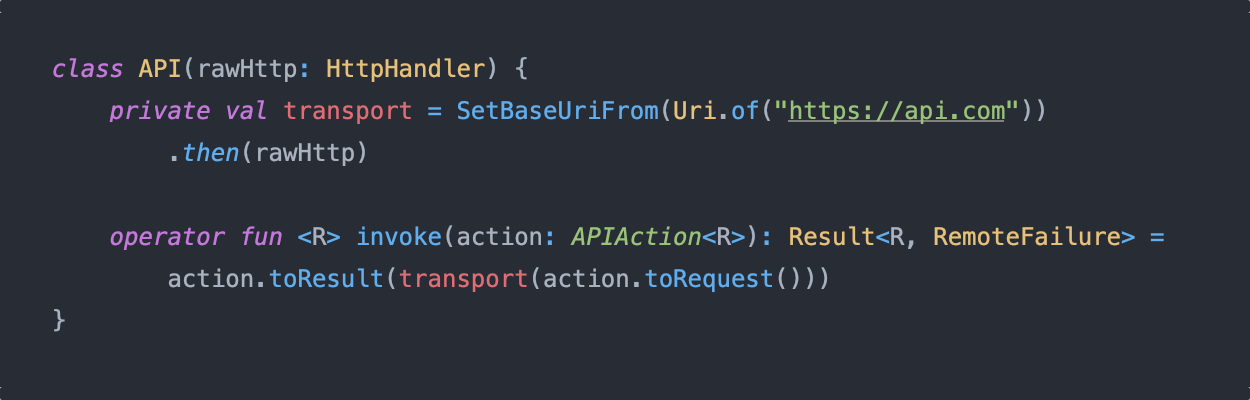 class API(rawHttp: HttpHandler) {
    private val transport = SetBaseUriFrom(Uri.of("https://api.com"))
        .then(rawHttp)

    operator fun <R> invoke(action: APIAction<R>): Result<R, RemoteFailure> =
        action.toResult(transport(action.toRequest()))
}